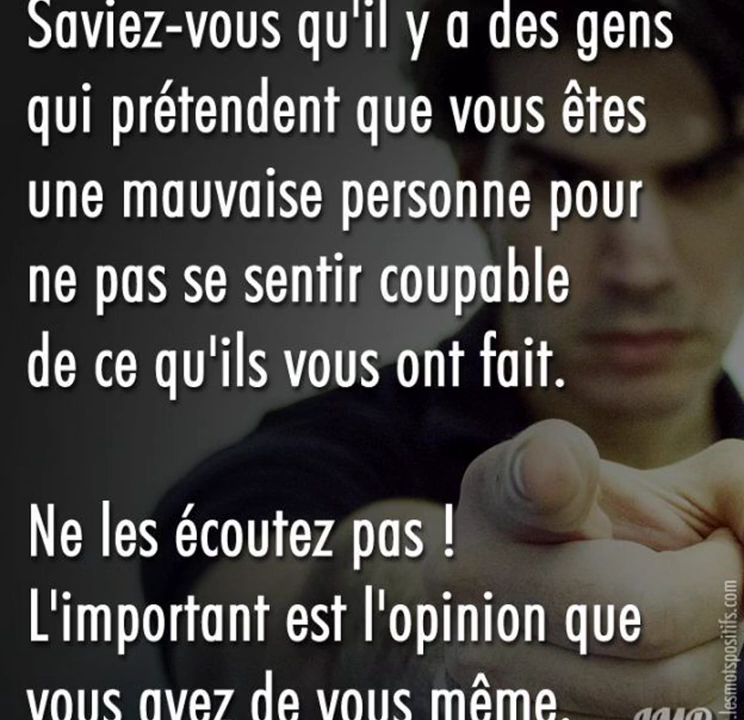 Saviez-vous qu'il y a des gens
qui prétendent que vous êtes
une mauvaise personne pour
ne pas se sentir coupable
de ce qu'ils vous ont fait.
Ne les écoutez pas !
L'important est l'opinion que
vous avez de vous même.
lesmotspositifs.com